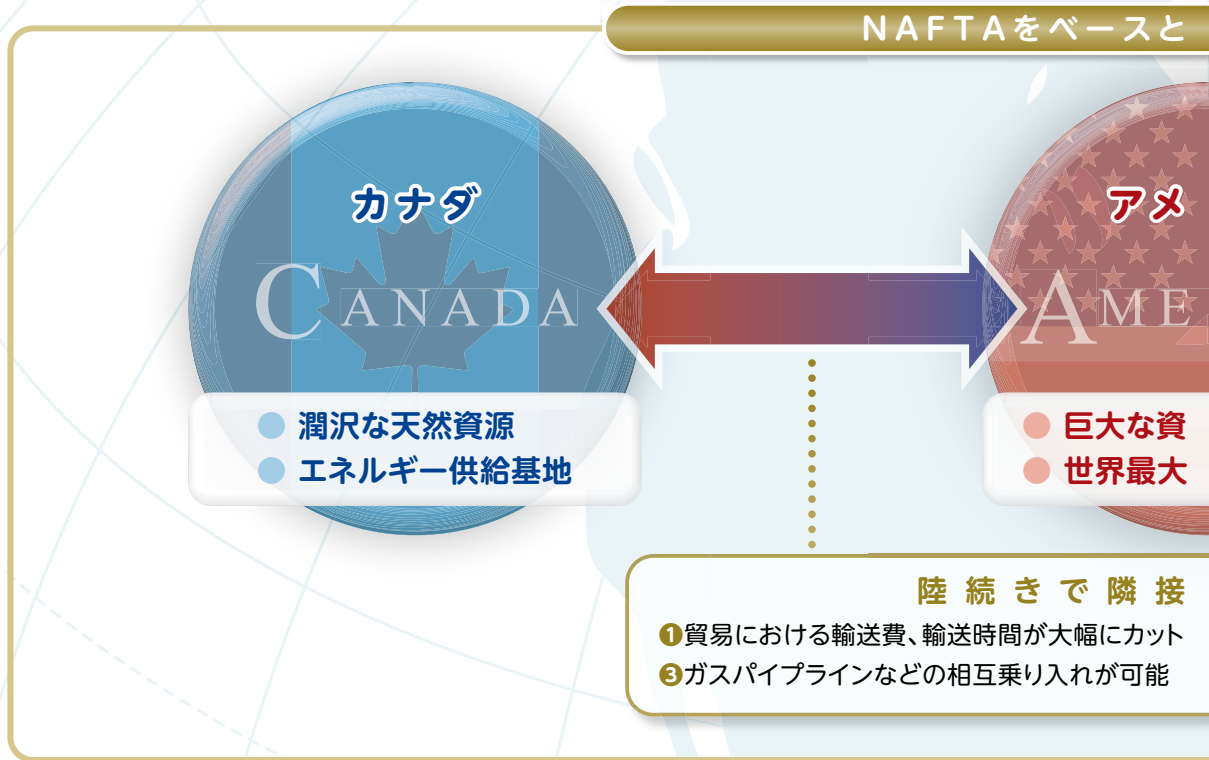 NAFTAをベースと
カナダ
CANADA
● 潤沢な天然資源
● エネルギー供給基地
アメ
AME
● 巨大な資
● 世界最大
陸続きで隣接
❶貿易における輸送費、輸送時間が大幅にカット
❸ガスパイプラインなどの相互乗り入れが可能